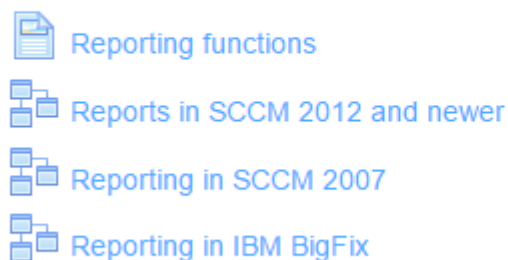 Reporting functions
Reports in SCCM 2012 and newer
Reporting in SCCM 2007
Reporting in IBM BigFix